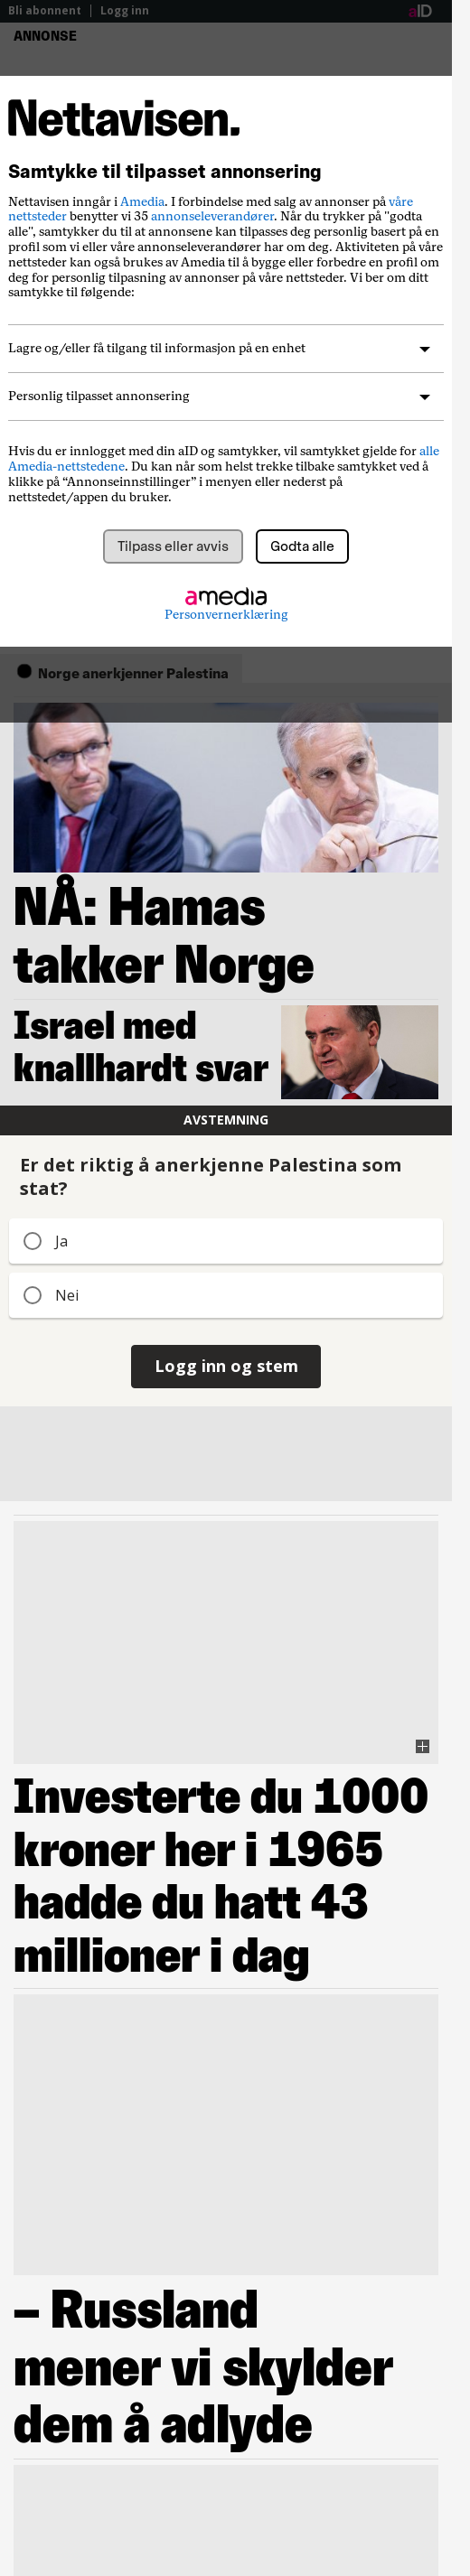 Bli abonnent | Logg inn
aID
ANNONSE
Nettavisen.
Samtykke til tilpasset annonsering
Nettavisen inngår i Amedia. I forbindelse med salg av annonser på våre
nettsteder benytter vi 35 annonseleverandører. Når du trykker på "godta
alle", samtykker du til at annonsene kan tilpasses deg personlig basert på en
profil som vi eller våre annonseleverandører har om deg. Aktiviteten på våre
nettsteder kan også brukes av Amedia til å bygge eller forbedre en profil om
deg for personlig tilpasning av annonser på våre nettsteder. Vi ber om ditt
samtykke til følgende:
Lagre og/eller få tilgang til informasjon på en enhet
Personlig tilpasset annonsering
Hvis du er innlogget med din aID og samtykker, vil samtykket gjelde for alle
Amedia-nettstedene. Du kan når som helst trekke tilbake samtykket ved å
klikke på “Annonseinnstillinger” i menyen eller nederst på
nettstedet/appen du bruker.
Tilpass eller avvis
Godta alle
amedia
Personvernerklæring
Norge anerkjenner Palestina
NÅ: Hamas
takker Norge
Israel med
knallhardt svar
AVSTEMNING
Er det riktig å anerkjenne Palestina som
stat?
Ja
Nei
Logg inn og stem
Investerte du 1000
kroner her i 1965
hadde du hatt 43
millioner i dag
– Russland
mener vi skylder
dem å adlyde